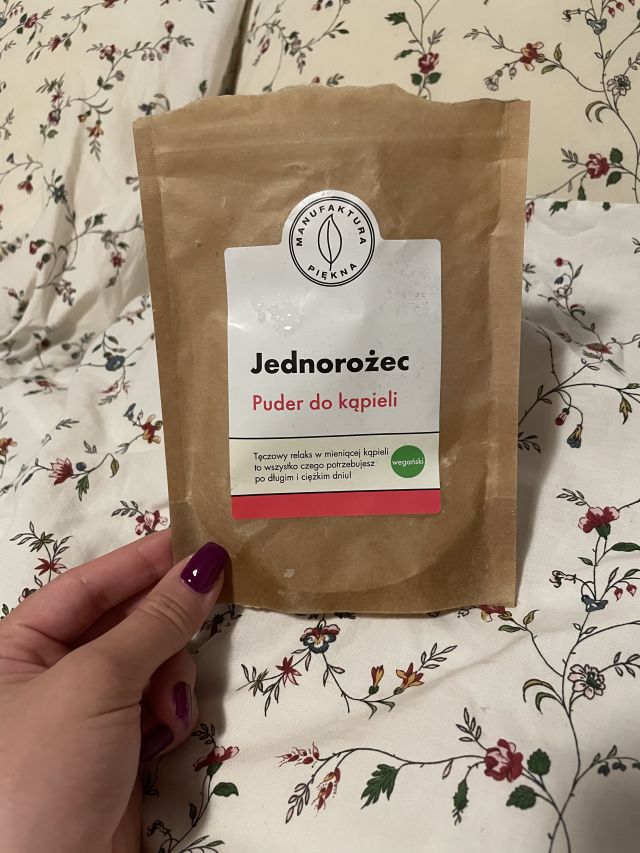 MANUFAKTURA
PIĘKNA
Jednorożec
Puder do kąpieli
Tęczowy relaks w mieniącej kąpieli
to wszystko czego potrzebujesz
po długim i ciężkim dniu!
wegański